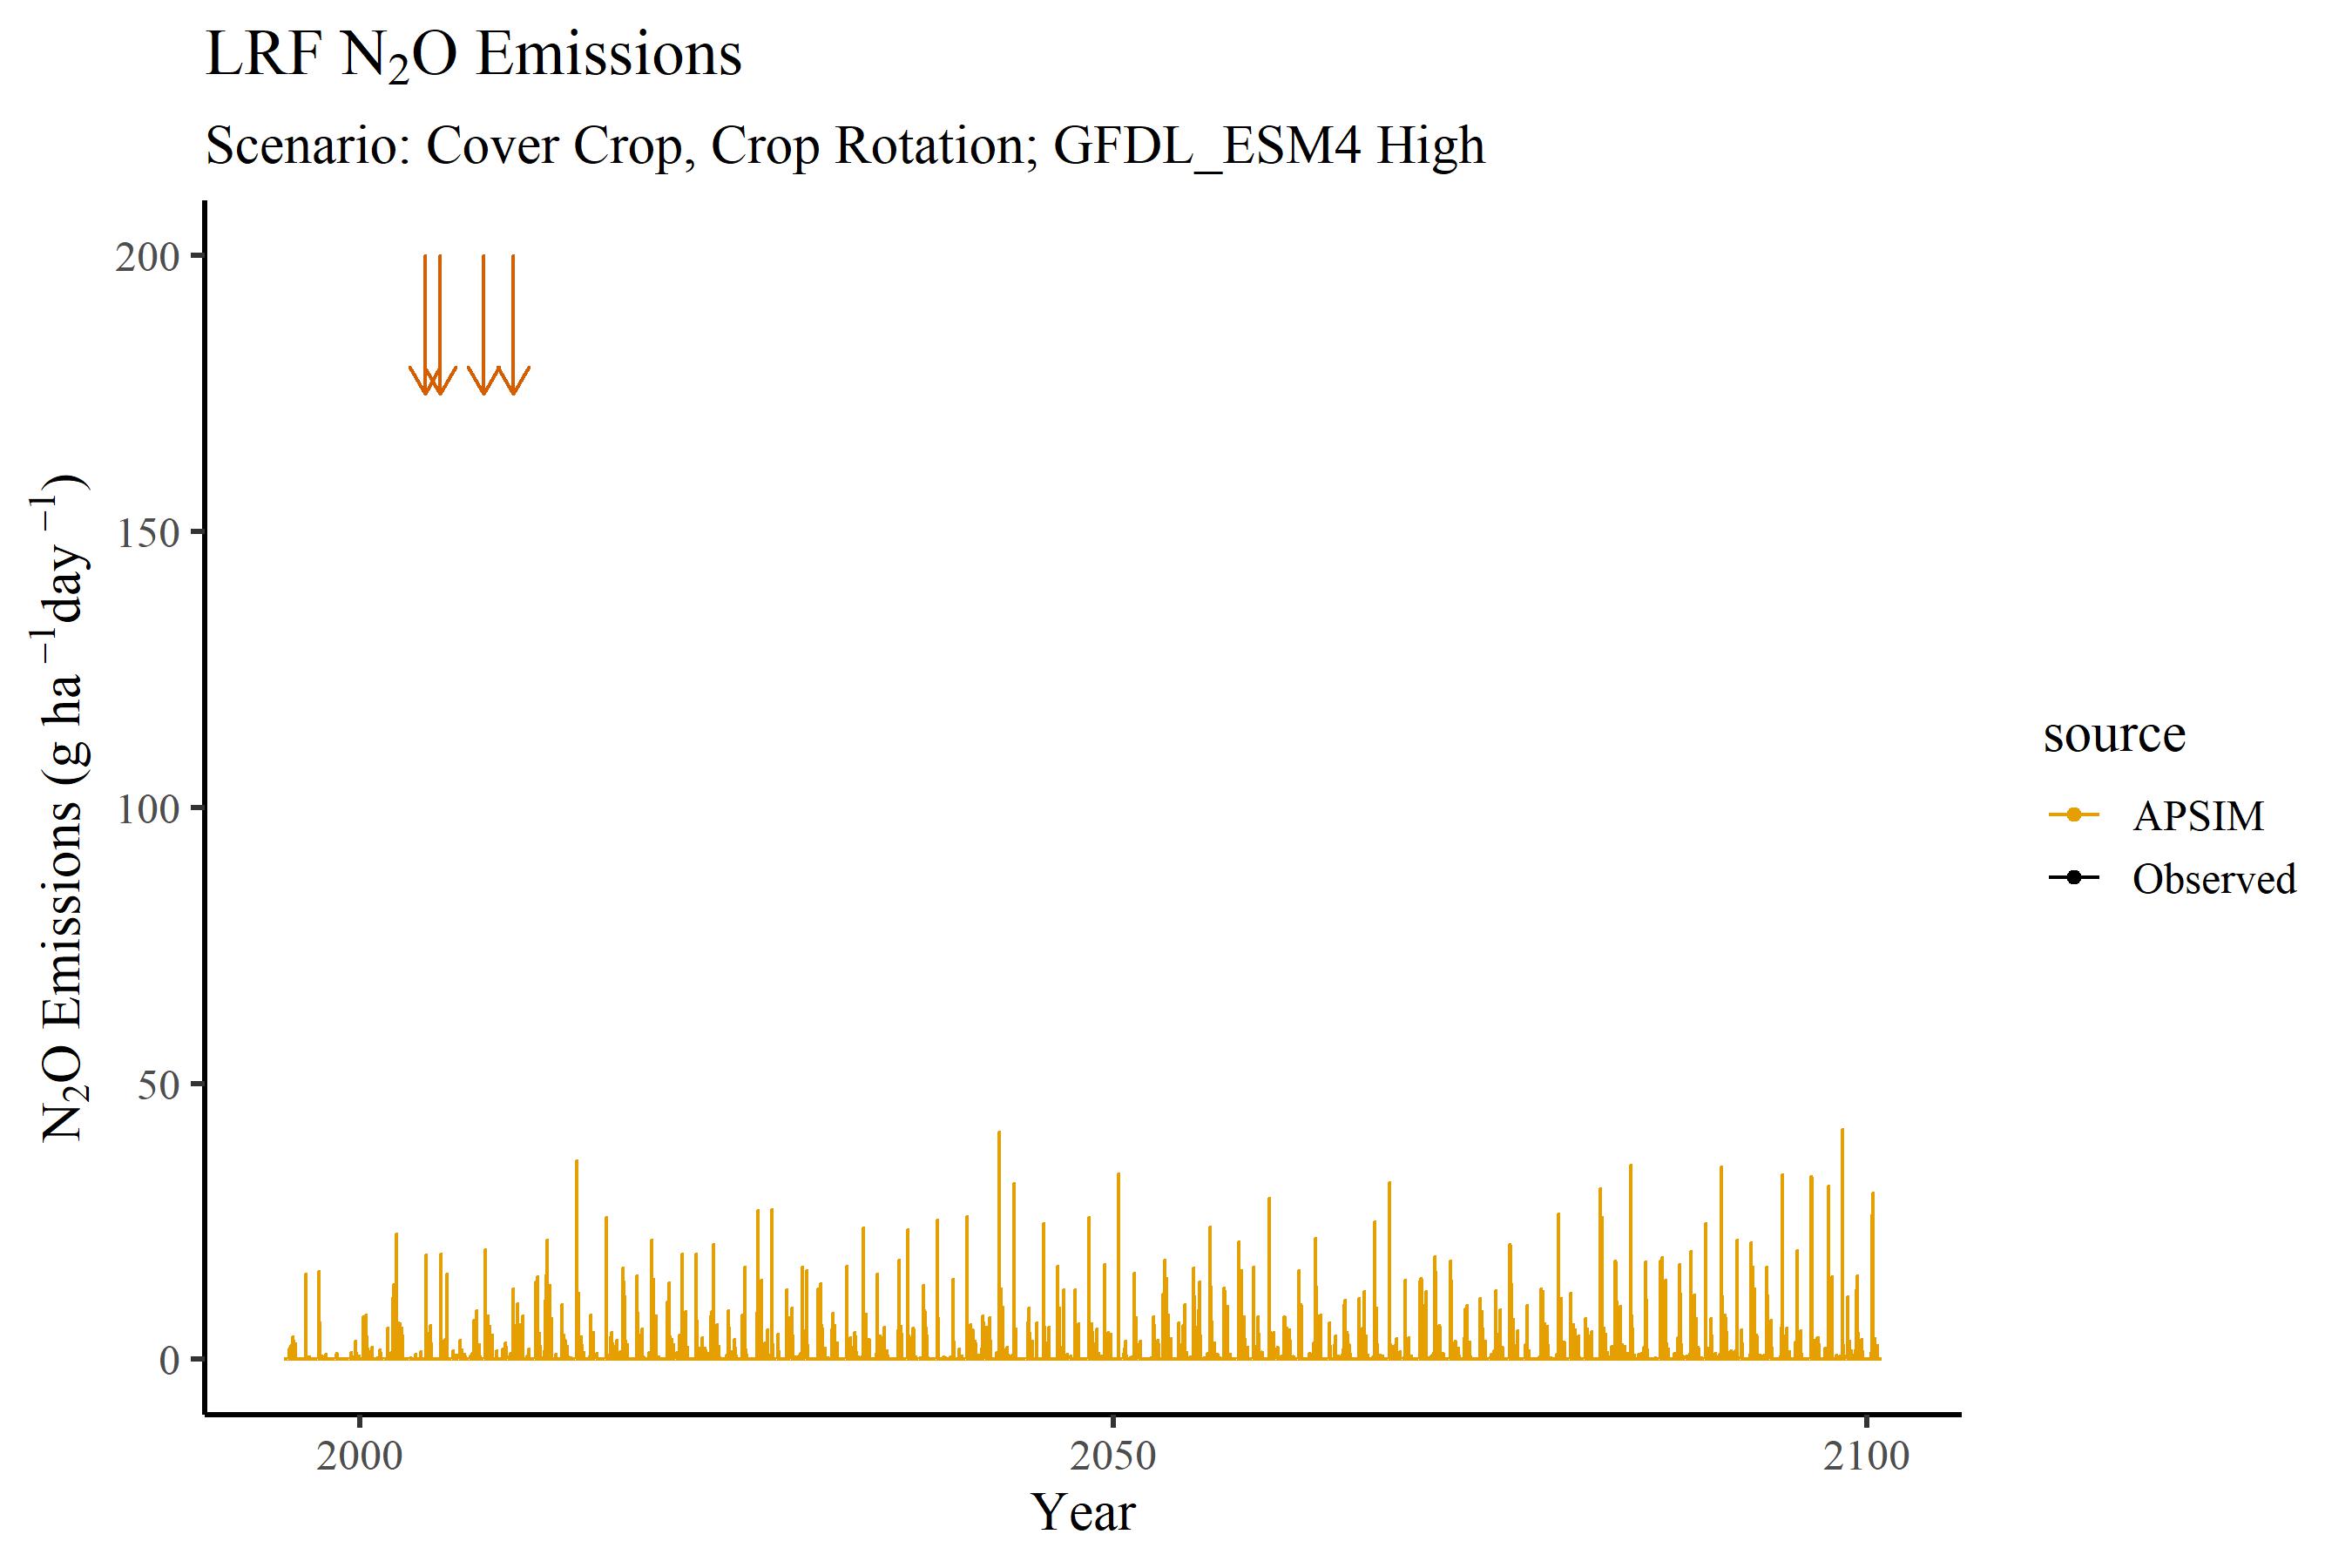 LRF N₂O Emissions
Scenario: Cover Crop, Crop Rotation; GFDL_ESM4 High
N₂O Emissions (g ha ⁻¹day ⁻¹)
200
150
100
50
0
2000
2050
2100
Year
source
APSIM
Observed